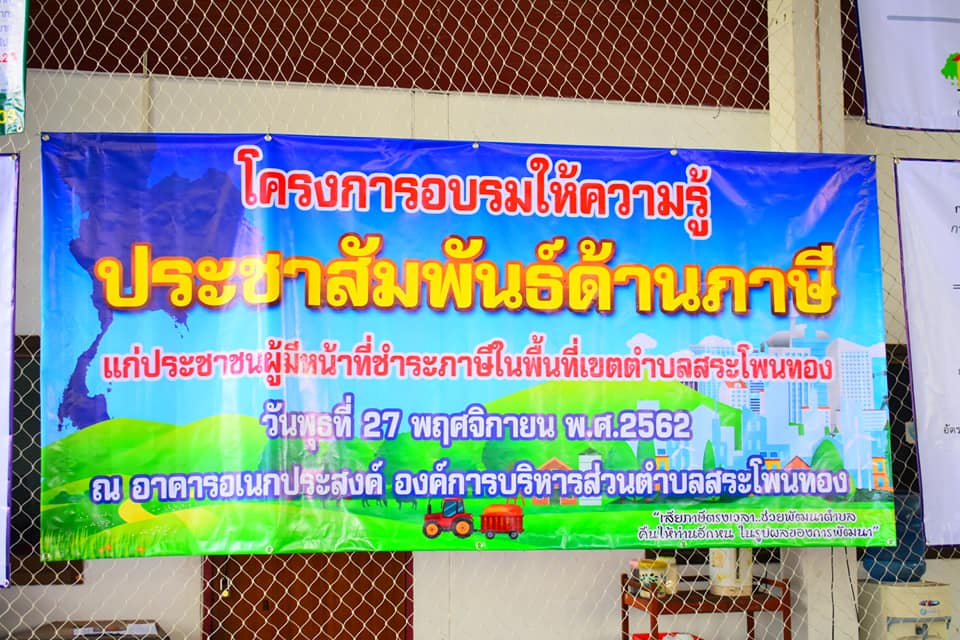 โครงการอบรมให้ความรู้
ประชาสัมพันธ์ด้านภาษี
แก่ประชาชนผู้มีหน้าที่ชำระภาษีในพื้นที่เขตตำบลสระโพนทอง
วันพุธที่ 27 พฤศจิกายน พ.ศ.2562
ณ อาคารอเนกประสงค์ องค์การบริหารส่วนตำบลสระโพนทอง
"เสียภาษีตรงเวลา..ช่วยพัฒนาตำบล
คืนให้ท่านอีกหน ในรูปผลของการพัฒนา"